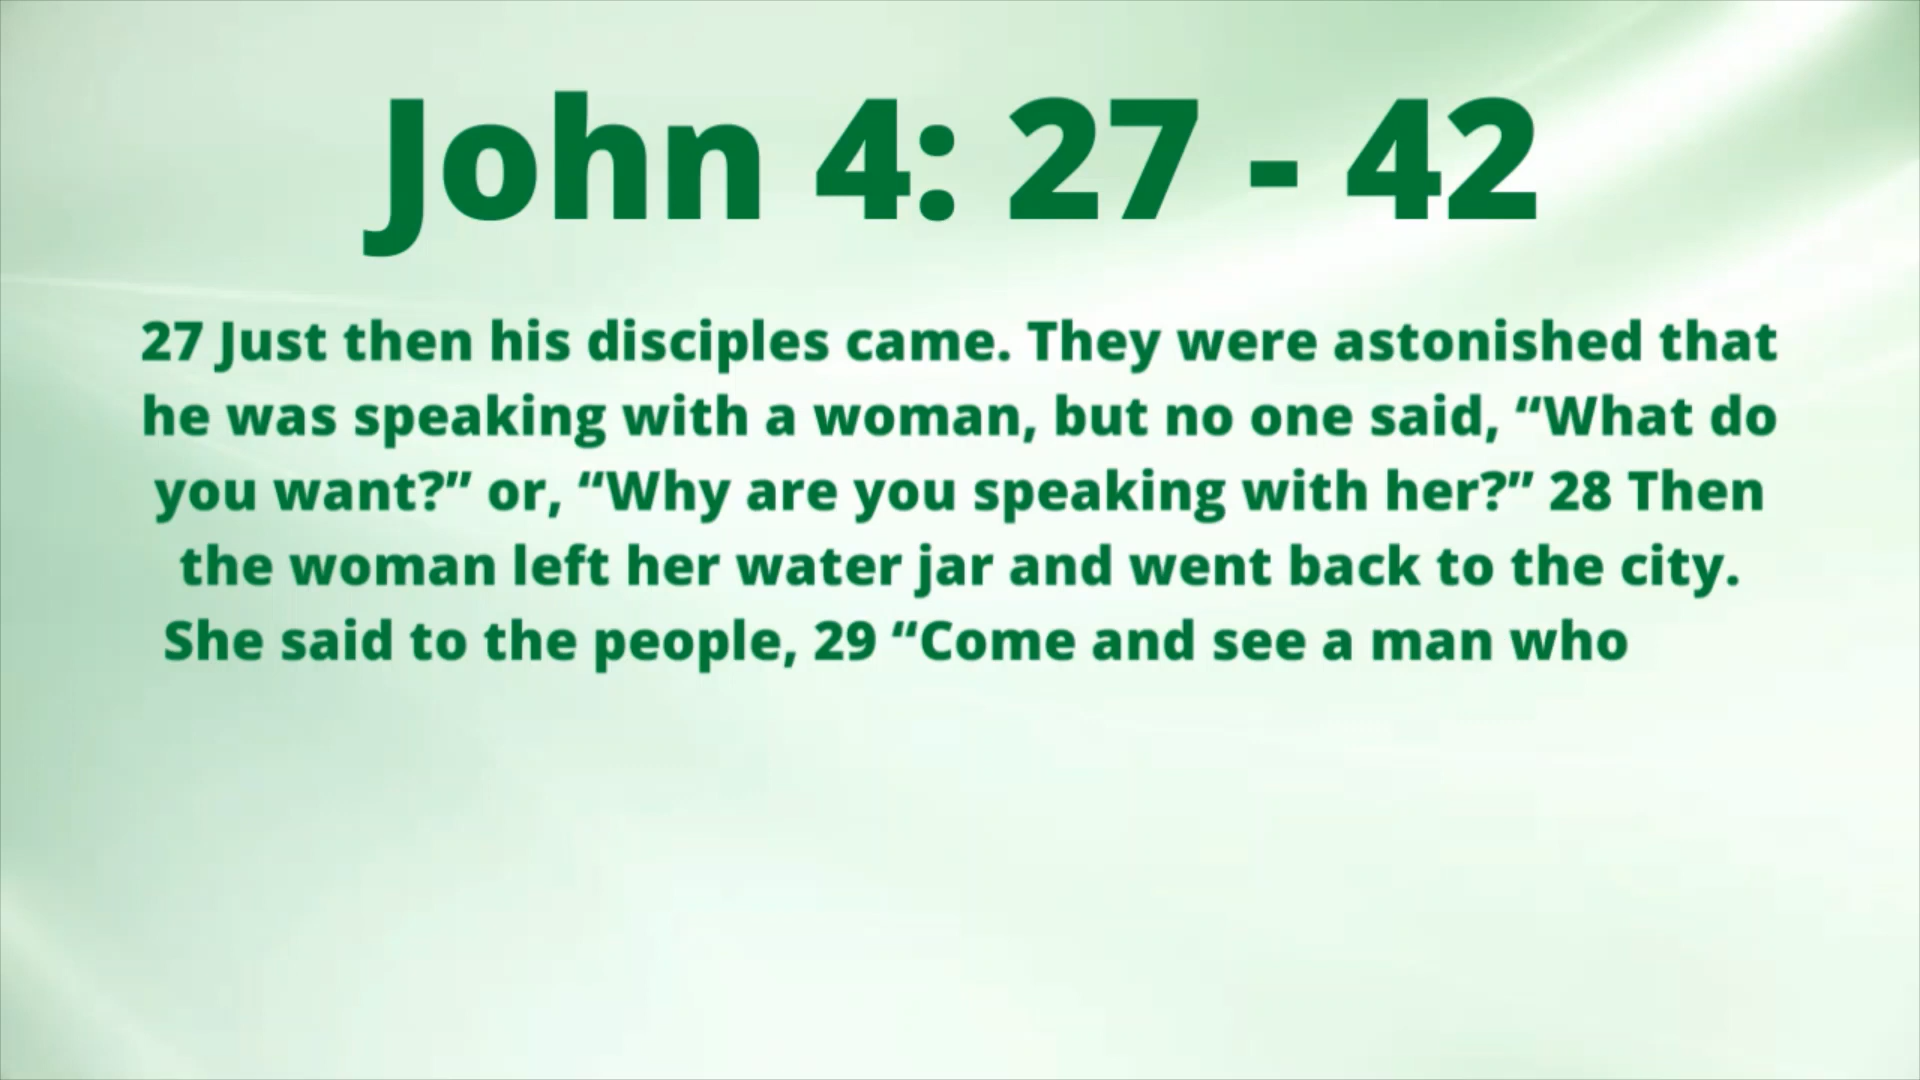 John 4: 27 - 42
27 Just then his disciples came. They were astonished that
he was speaking with a woman, but no one said, “What do
you want?” or, “Why are you speaking with her?” 28 Then
the woman left her water jar and went back to the city.
She said to the people, 29 “Come and see a man who